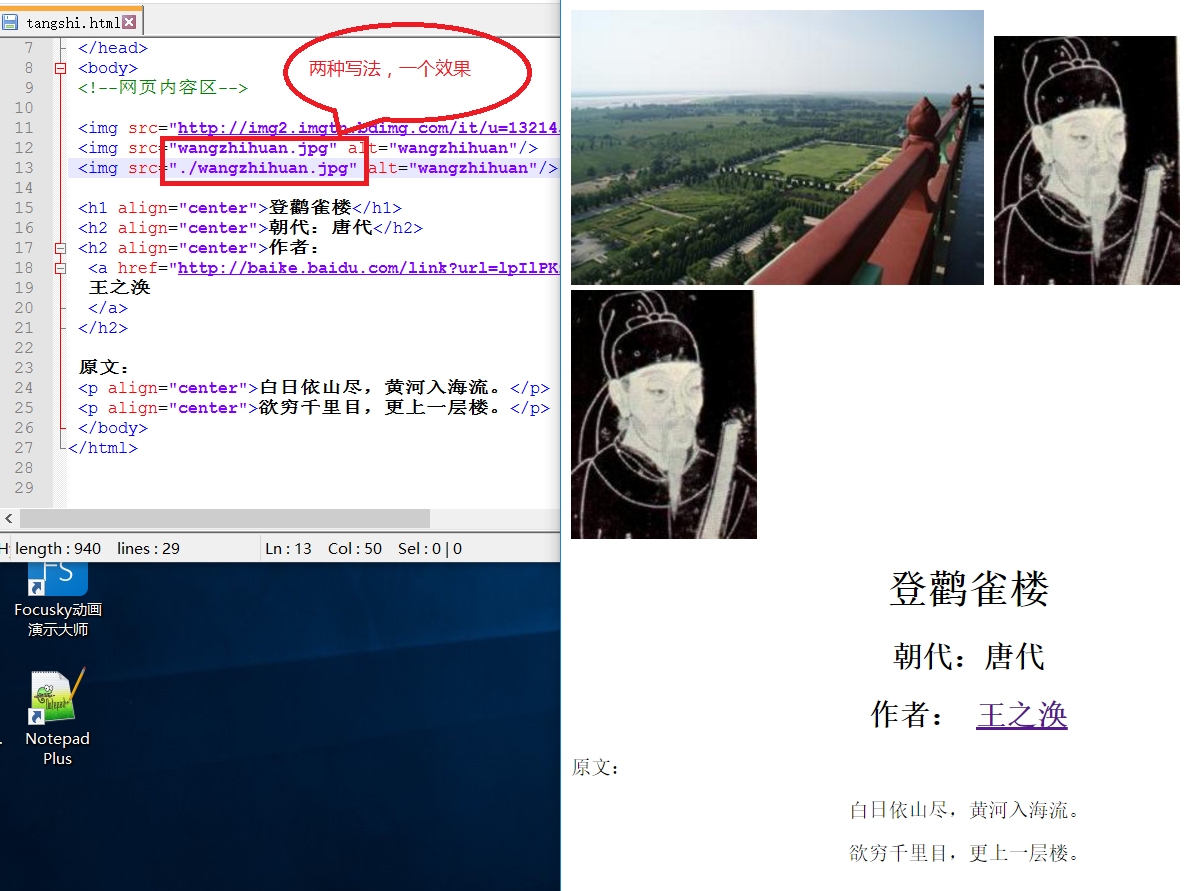 tangshi.html
7 </head>
8 <body>
9 <!--网页内容区-->
10
11 <img src="http://img2.imgtn.bdimg.com/it/u=13214
12 <img src="wangzhihuan.jpg" alt="wangzhihuan"/>
13 <img src="./wangzhihuan.jpg" alt="wangzhihuan"/>
14
15 <h1 align="center">登鹳雀楼</h1>
16 <h2 align="center">朝代：唐代</h2>
17 <h2 align="center">作者：
18 <a href="http://baike.baidu.com/link?url=lpIlPK
19 王之涣
20 </a>
21 </h2>
22
23 原文：
24 <p align="center">白日依山尽，黄河入海流。</p>
25 <p align="center">欲穷千里目，更上一层楼。</p>
26 </body>
27 </html>
28
29
两种写法，一个效果
length : 940 lines : 29 Ln : 13 Col : 50 Sel : 0 | 0
FS
Focusky动画
演示大师
Notepad
Plus
登鹳雀楼
朝代：唐代
作者： 王之涣
原文：
白日依山尽，黄河入海流。
欲穷千里目，更上一层楼。